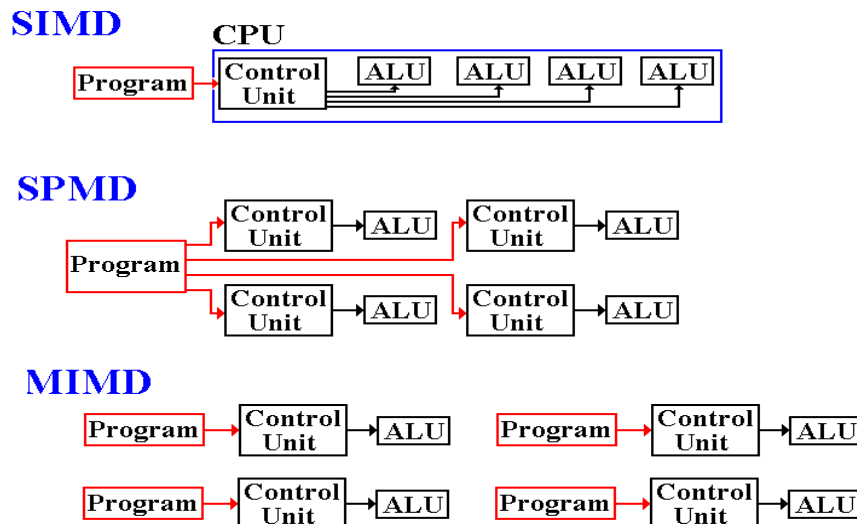 SIMD
CPU
Program
Control
Unit
ALU
ALU
ALU
ALU
SPMD
Program
Control
Unit
ALU
Control
Unit
ALU
Control
Unit
ALU
Control
Unit
ALU
MIMD
Program
Control
Unit
ALU
Program
Control
Unit
ALU
Program
Control
Unit
ALU
Program
Control
Unit
ALU